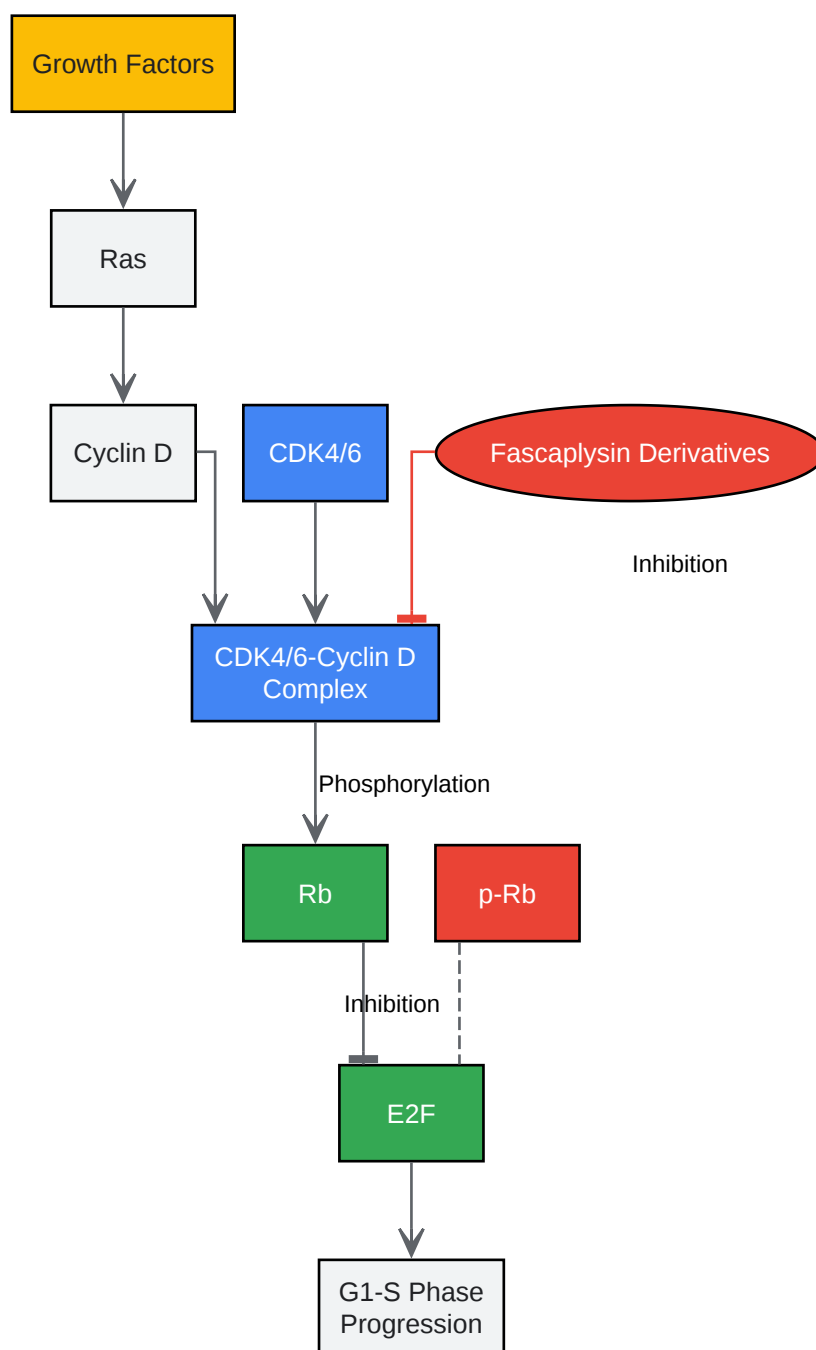 Growth Factors
Ras
Cyclin D
CDK4/6
Fascaplysin Derivatives
Inhibition
CDK4/6-Cyclin D
Complex
Phosphorylation
Rb
p-Rb
Inhibition
E2F
G1-S Phase
Progression